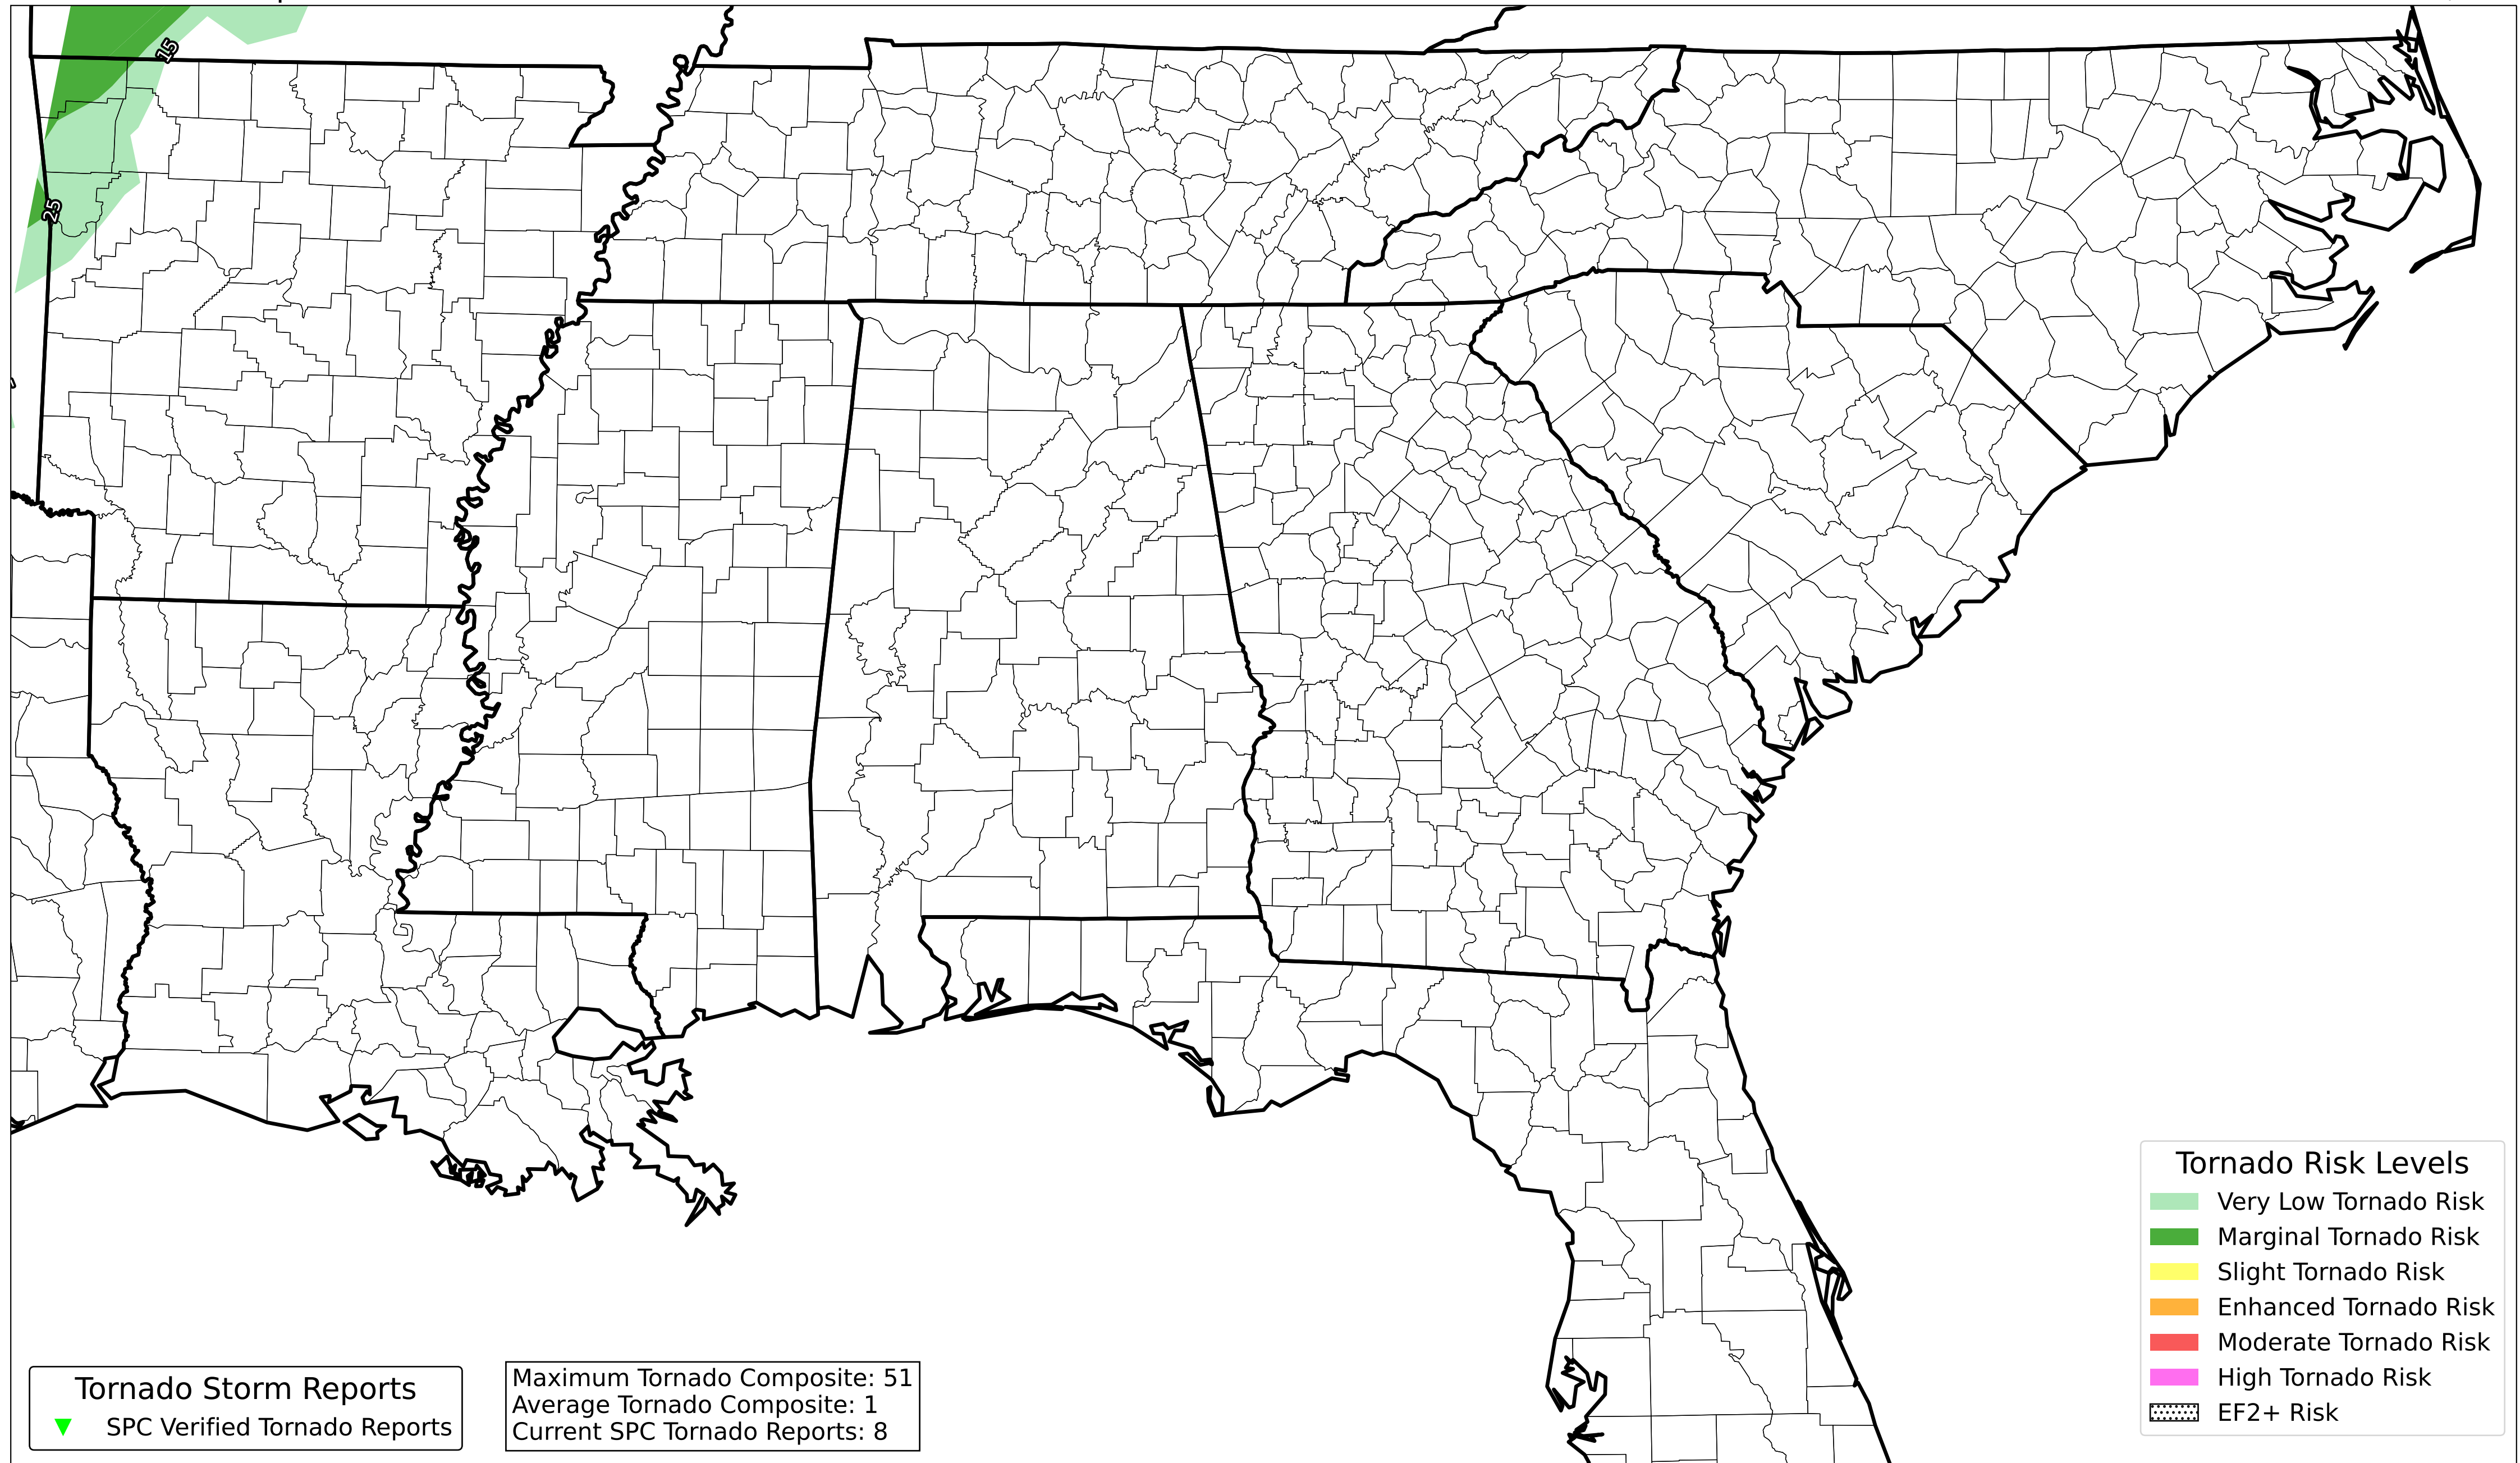 15
25
Tornado Risk Levels
Very Low Tornado Risk
Marginal Tornado Risk
Slight Tornado Risk
Enhanced Tornado Risk
Moderate Tornado Risk
High Tornado Risk
EF2+ Risk
Tornado Storm Reports
SPC Verified Tornado Reports
Maximum Tornado Composite: 51
Average Tornado Composite: 1
Current SPC Tornado Reports: 8